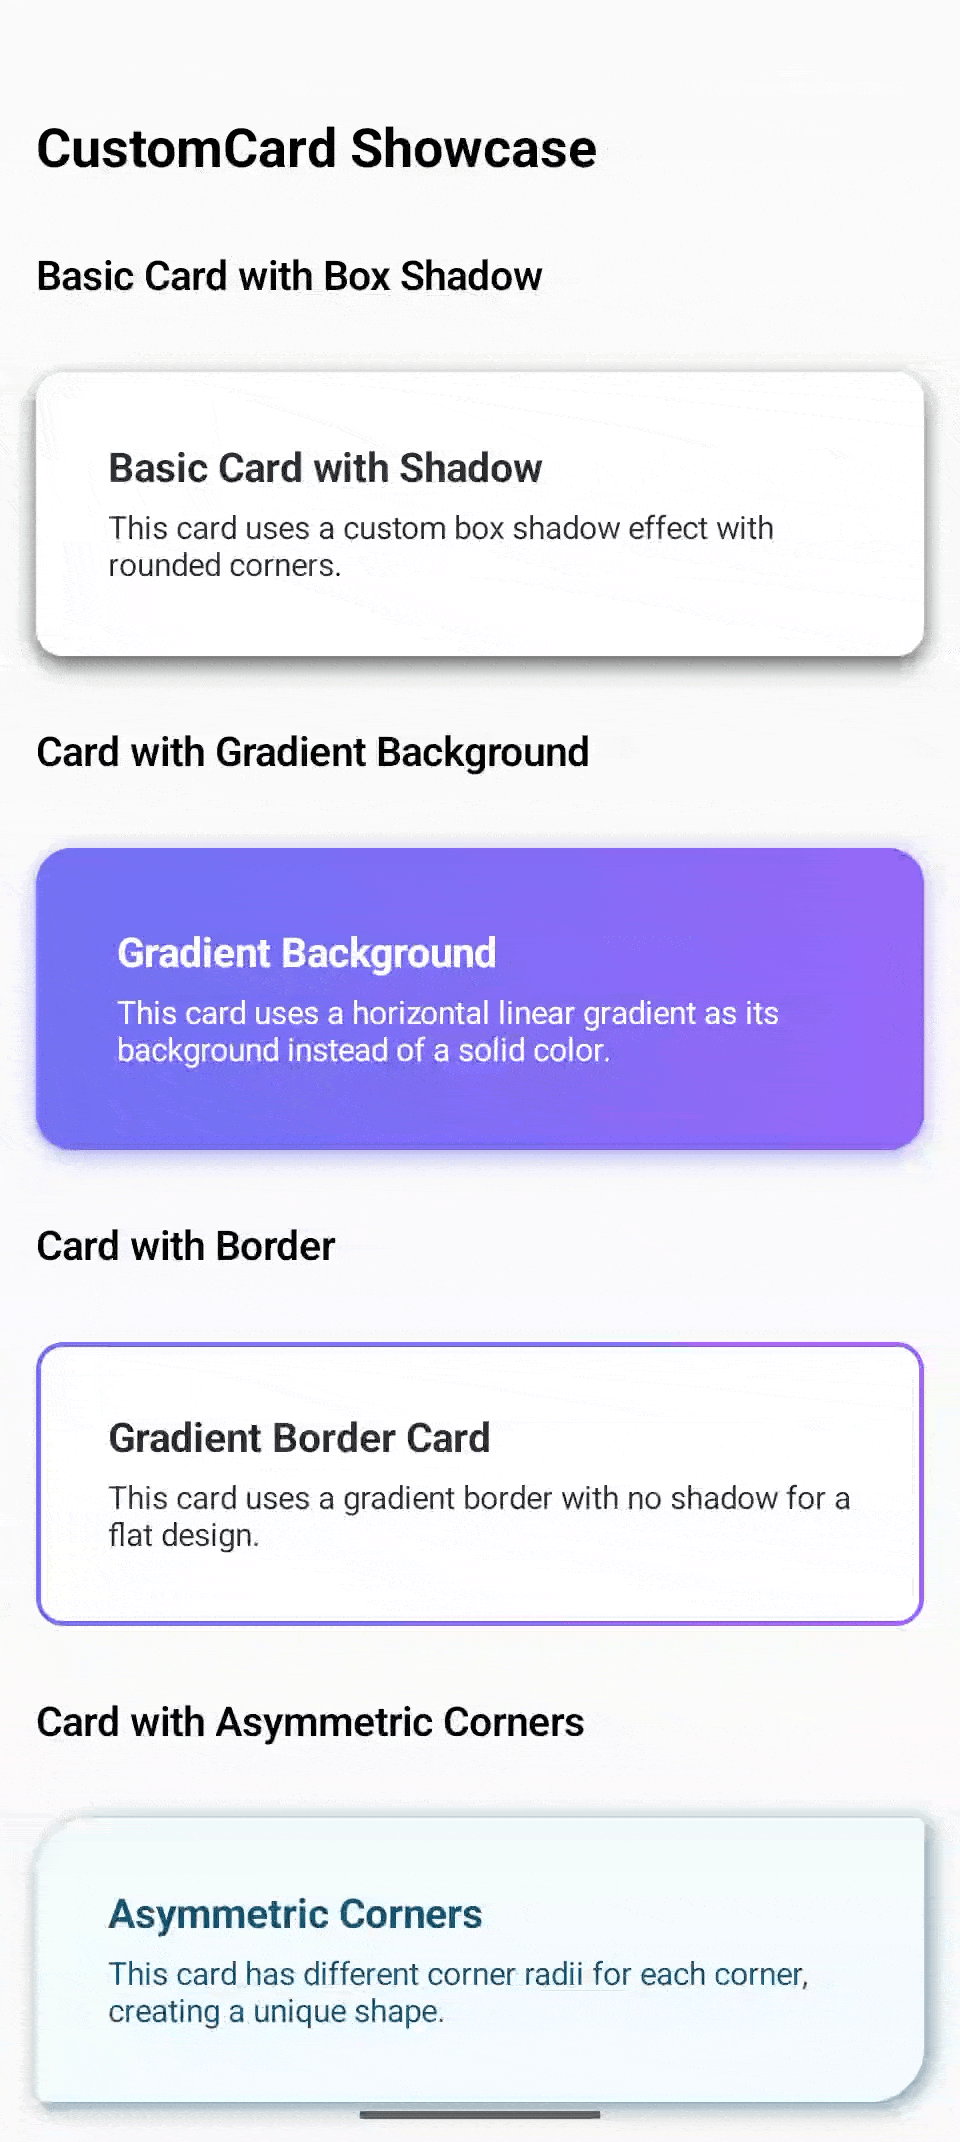 CustomCard Showcase
Basic Card with Box Shadow
Basic Card with Shadow
This card uses a custom box shadow effect with
rounded corners.
Card with Gradient Background
Gradient Background
This card uses a horizontal linear gradient as its
background instead of a solid color.
Card with Border
Gradient Border Card
This card uses a gradient border with no shadow for a
flat design.
Card with Asymmetric Corners
Asymmetric Corners
This card has different corner radii for each corner,
creating a unique shape.